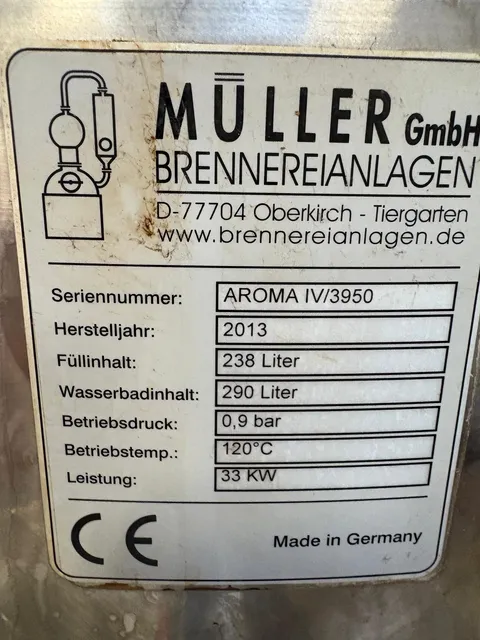 MÜLLER GmbH
BRENNEREIANLAGEN
D-77704 Oberkirch - Tiergarten
www.brennereianlagen.de
Seriennummer: AROMA IV/3950
Herstelljahr: 2013
Füllinhalt: 238 Liter
Wasserbadinhalt: 290 Liter
Betriebsdruck: 0,9 bar
Betriebstemp.: 120°C
Leistung: 33 KW
CE Made in Germany